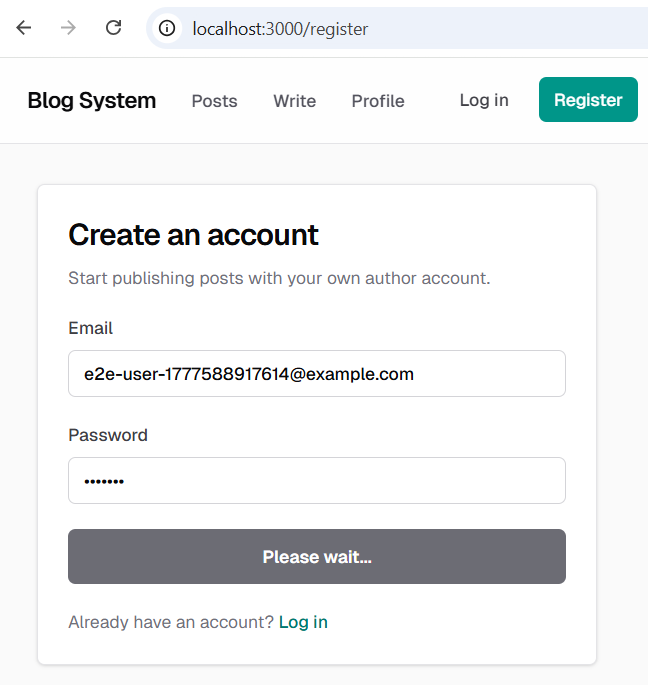 localhost:3000/register
Blog System Posts Write Profile Log in Register
Create an account
Start publishing posts with your own author account.
Email
e2e-user-1777588917614@example.com
Password
•••••••
Please wait...
Already have an account? Log in